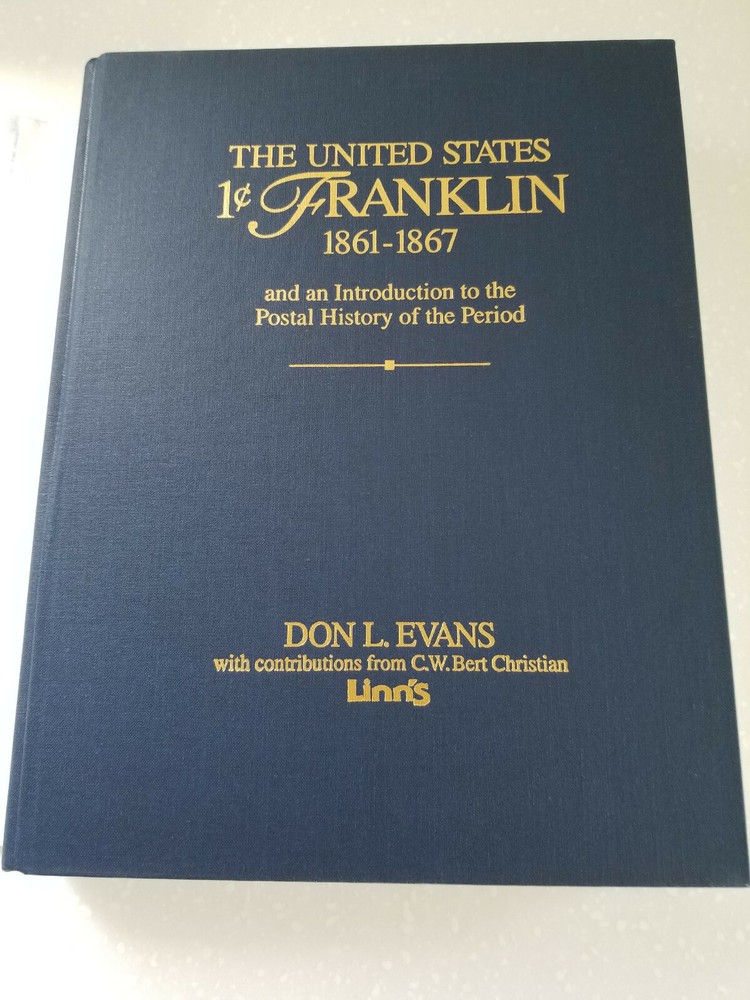 THE UNITED STATES
1¢ FRANKLIN
1861-1867
and an Introduction to the
Postal History of the Period
DON L. EVANS
with contributions from C.W. Bert Christian
Linn's